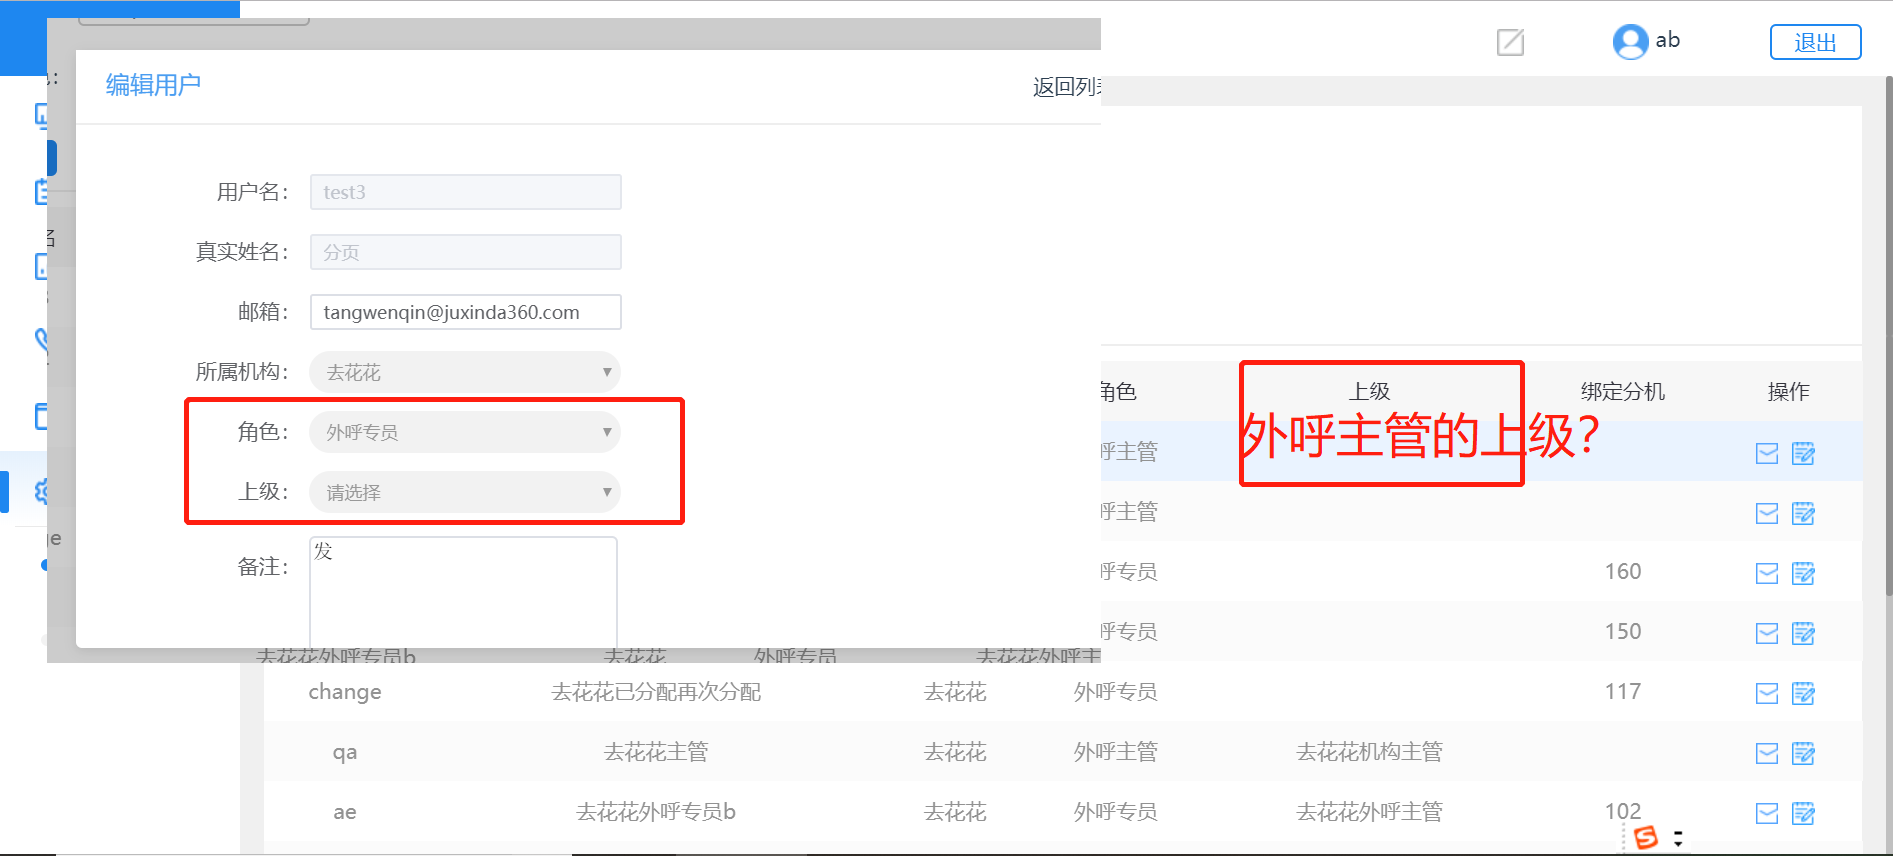 ab
退出
编辑用户
返回列
用户名：
test3
真实姓名：
分页
邮箱：
tangwenqin@juxinda360.com
所属机构：
去花花
角色：
外呼专员
上级：
请选择
备注：
发
角色
上级
绑定分机
操作
外呼主管的上级？
呼主管
呼主管
呼专员
160
呼专员
150
去花花外呼专员b
去花花
外呼专员
去花花外呼主
change
去花花已分配再次分配
去花花
外呼专员
117
qa
去花花主管
去花花
外呼主管
去花花机构主管
ae
去花花外呼专员b
去花花
外呼专员
去花花外呼主管
102